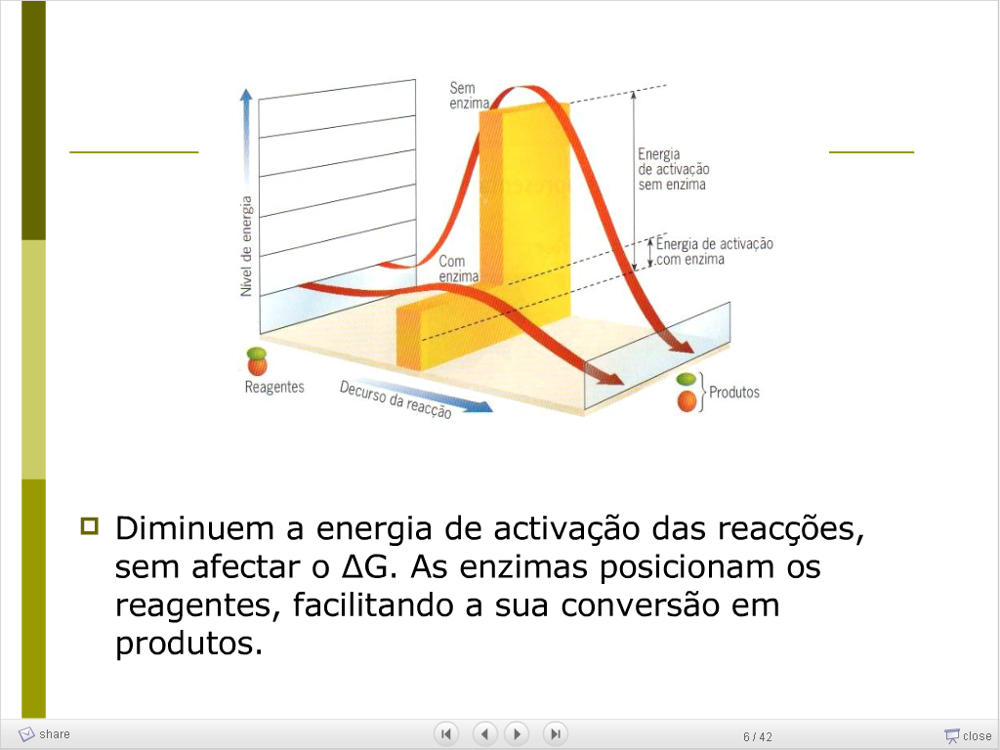 Sem
enzima
Energia
de activação
sem enzima
Nível de energia
Energia de activação
com enzima
Com
enzima
Reagentes
Decurso da reacção
Produtos
Diminuem a energia de activação das reacções,
sem afectar o ΔG. As enzimas posicionam os
reagentes, facilitando a sua conversão em
produtos.
share
6 / 42
close